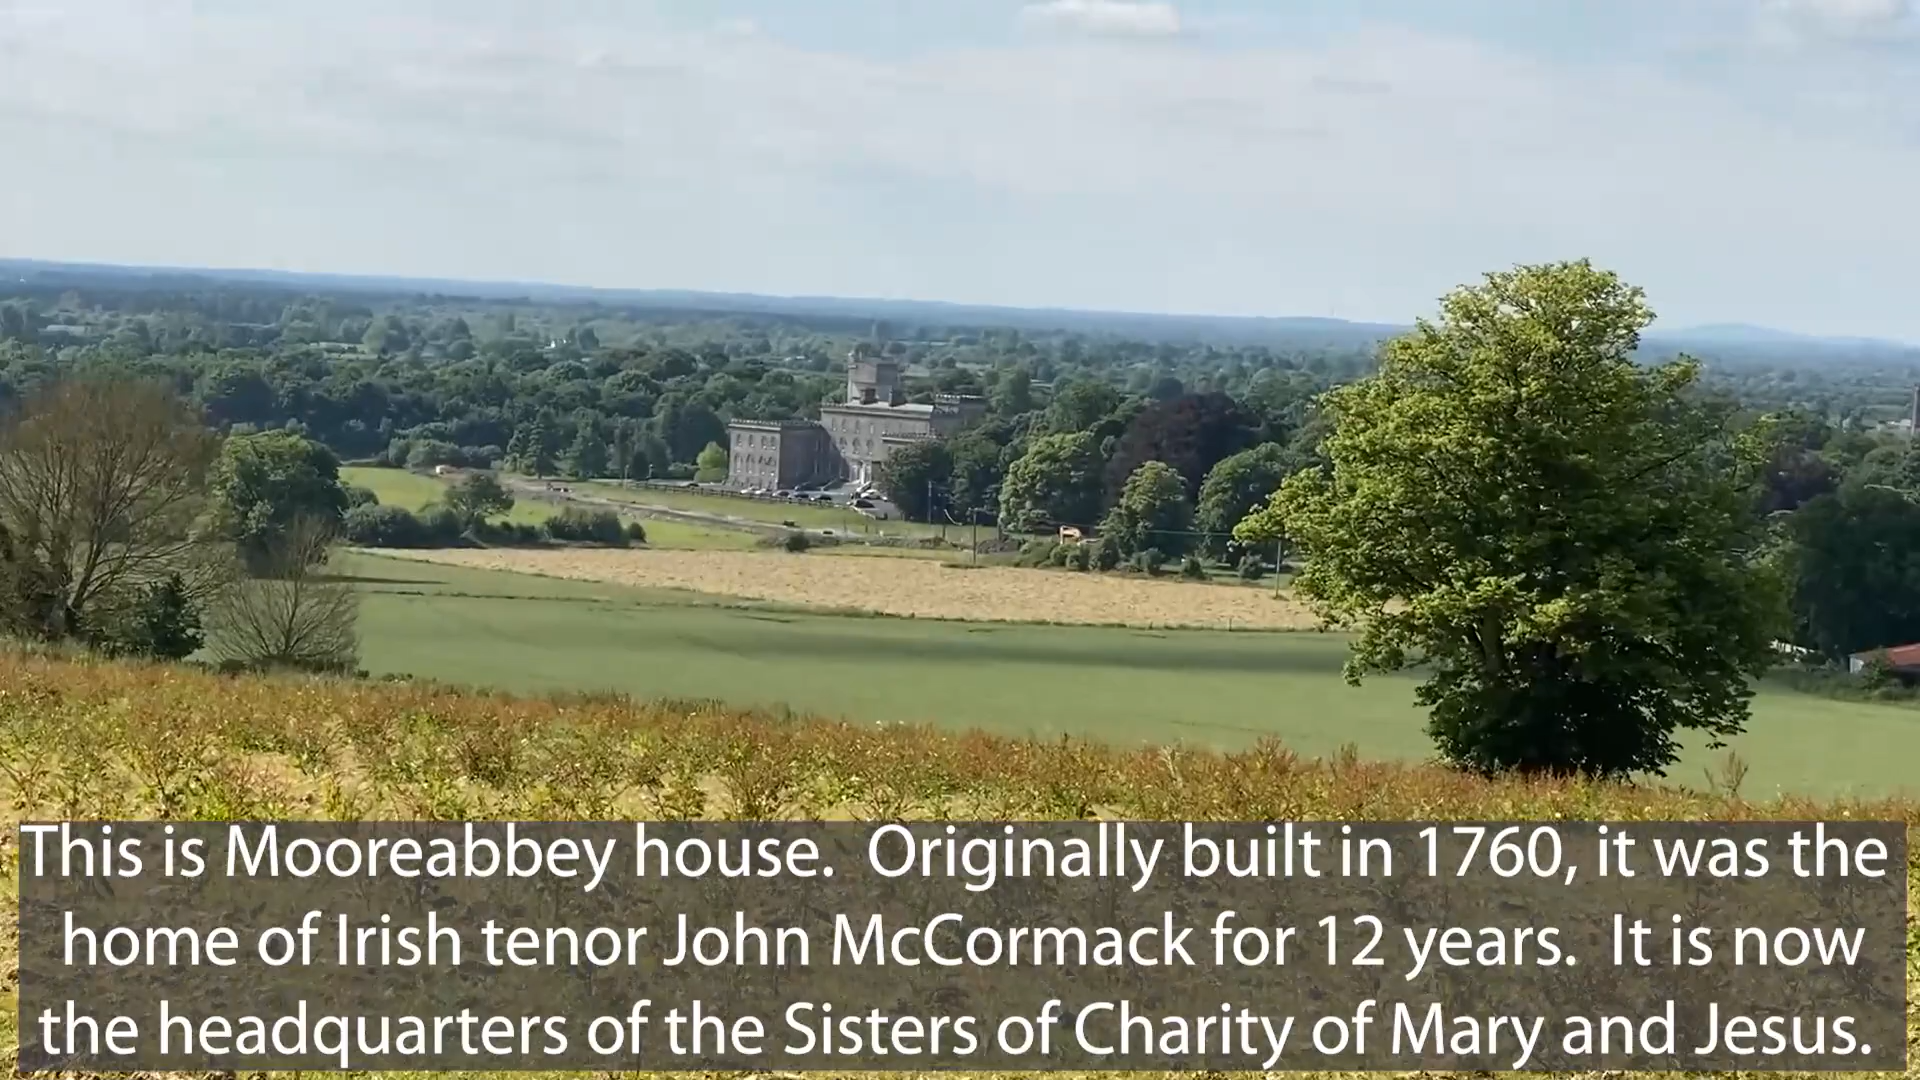 This is Mooreabbey house.  Originally built in 1760, it was the
home of Irish tenor John McCormack for 12 years.  It is now
the headquarters of the Sisters of Charity of Mary and Jesus.